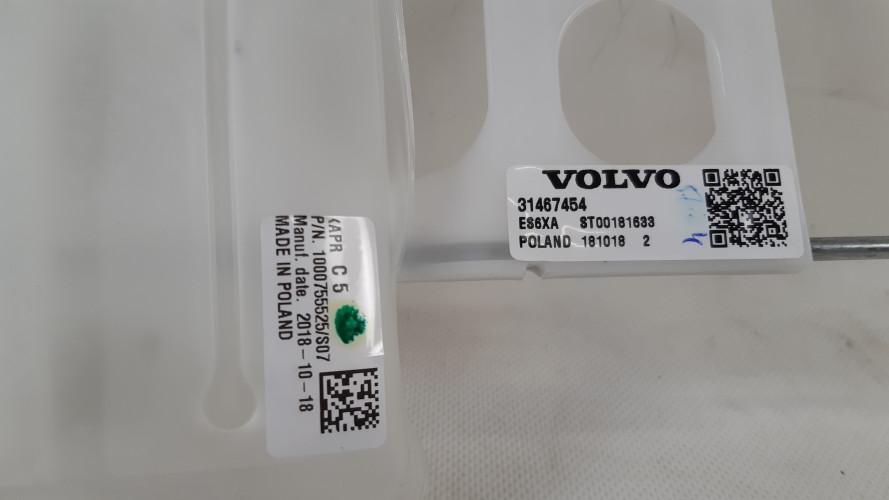 KAPR C 5
P/N. 1000755525/S07
Manuf. date. 2018-10-18
MADE IN POLAND
VOLVO
31467454
ES6XA ST00181633
POLAND 181018 2